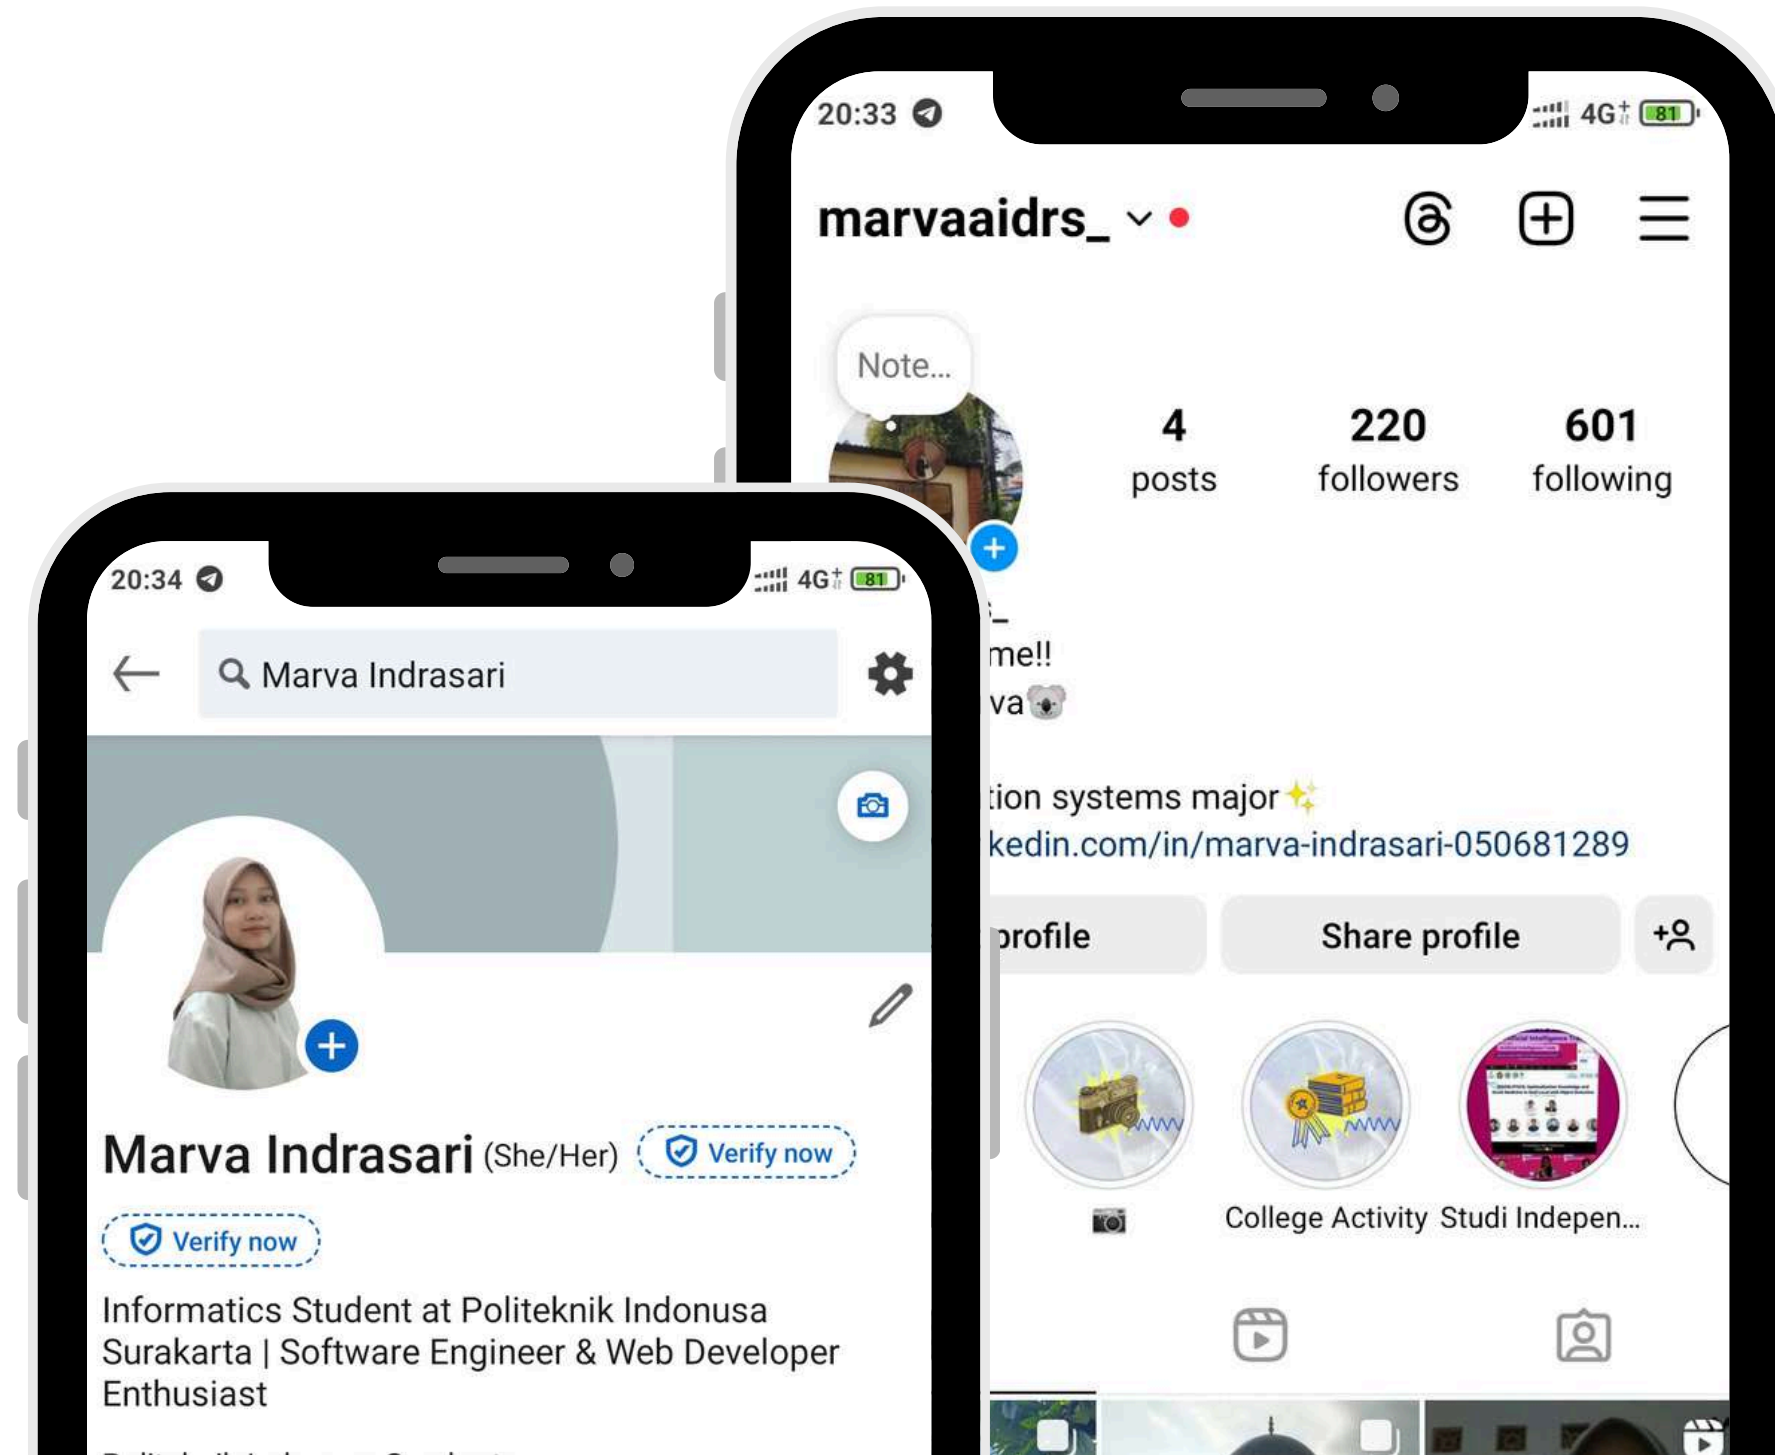 20:33
4G+
81
marvaaidrs_
Note...
4
posts
220
followers
601
following
me!!
va🐨
tion systems major✨
kedin.com/in/marva-indrasari-050681289
profile
Share profile
📷
College Activity
Studi Indepen...
20:34
4G+
81
Marva Indrasari
Marva Indrasari (She/Her)
Verify now
Verify now
Informatics Student at Politeknik Indonusa
Surakarta | Software Engineer & Web Developer
Enthusiast